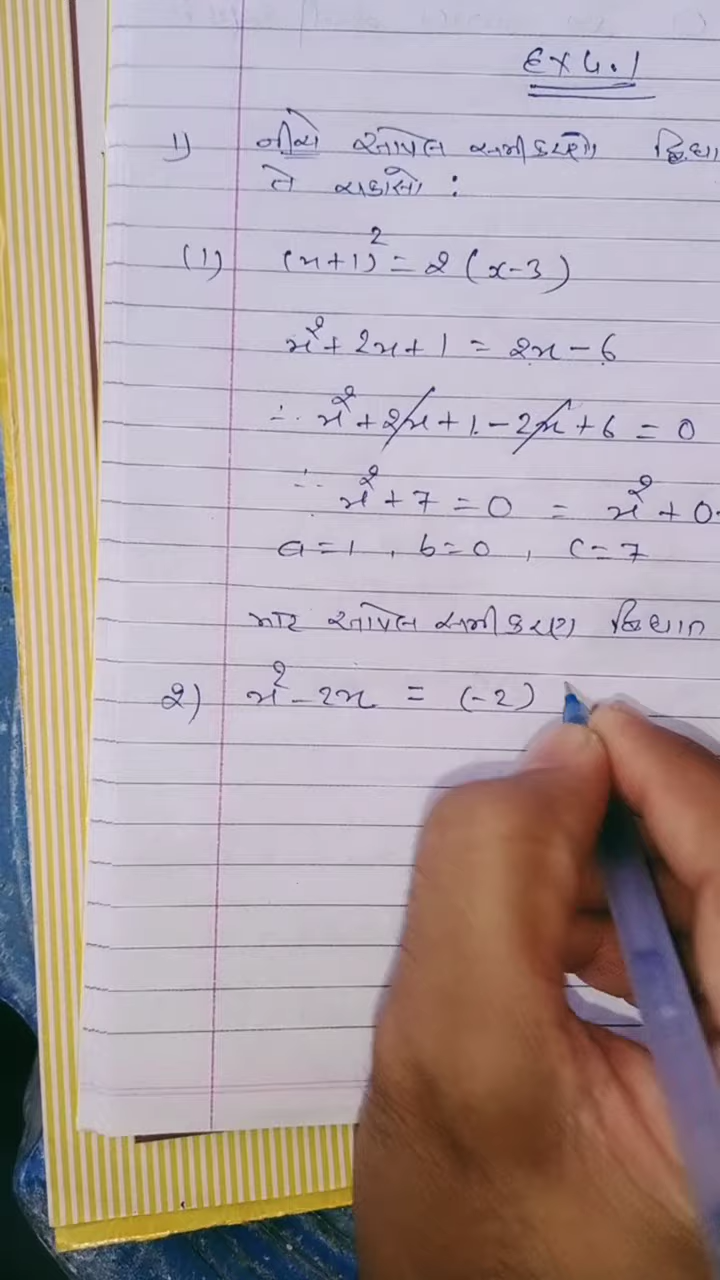 Ex 4.1
1) નીચે આપેલ સમીકરણો દ્વિઘા
તે ચકાસો :
(1) (x+1)² = 2 (x-3)
x² + 2x + 1 = 2x - 6
∴ x² + 2x + 1 - 2x + 6 = 0
∴ x² + 7 = 0 = x² + 0
a=1 , b=0 , c=7
માટે આપેલ સમીકરણ દ્વિઘાત
2) x² - 2x = (-2)